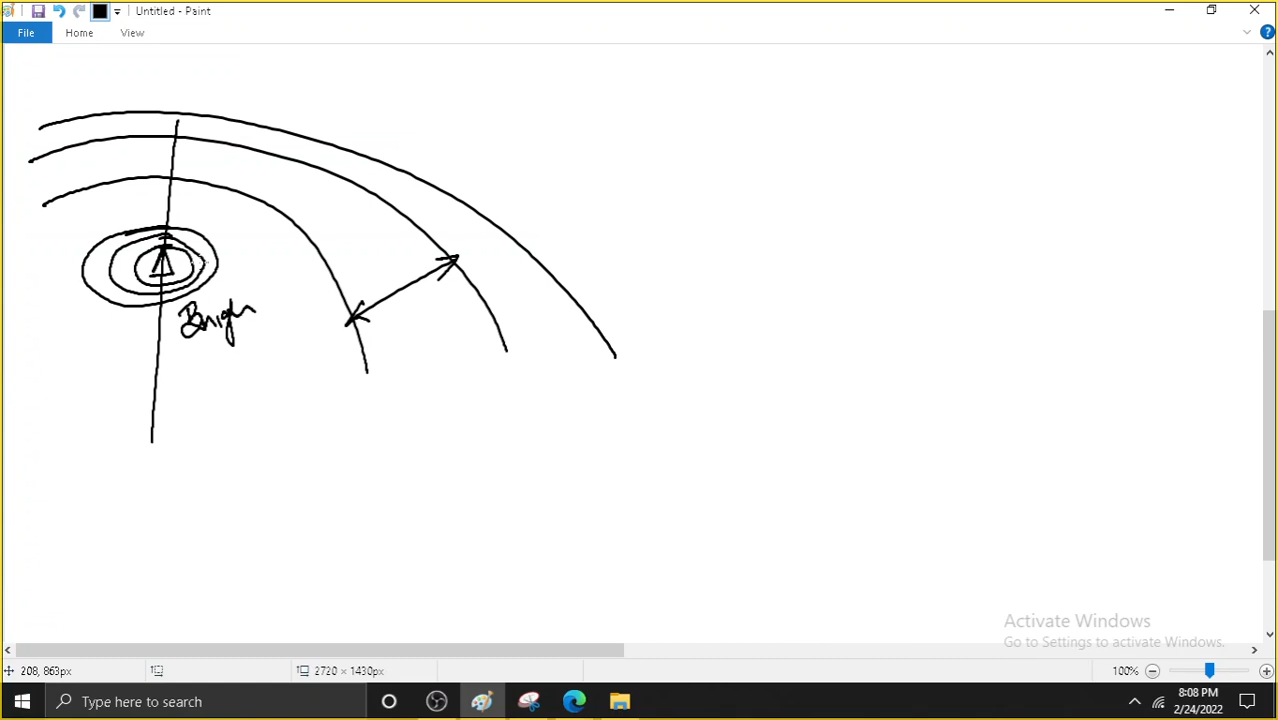 Untitled - Paint
File Home View
Activate Windows
Go to Settings to activate Windows.
208, 863px 2720 × 1430px 100%
Type here to search
8:08 PM
2/24/2022